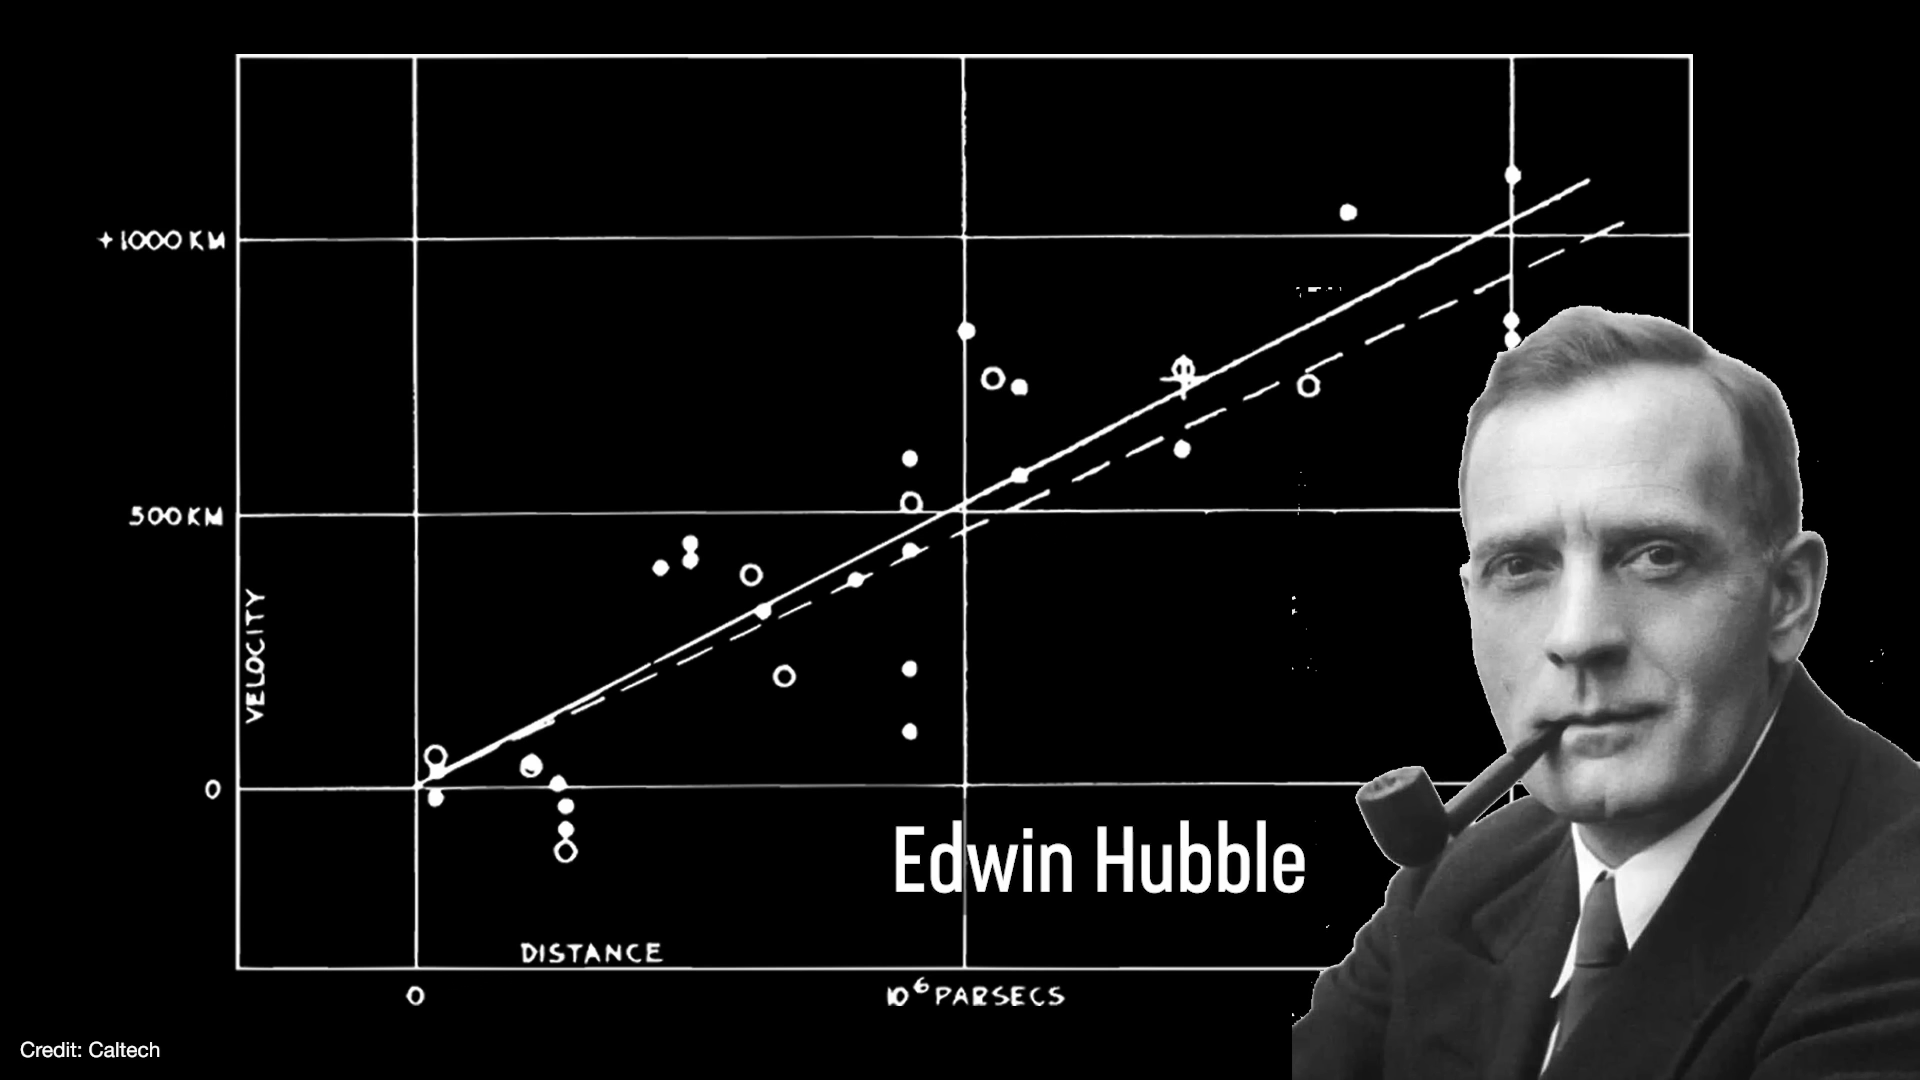 +1000 KM
500 KM
VELOCITY
0
Edwin Hubble
DISTANCE
0
10⁶ PARSECS
Credit: Caltech